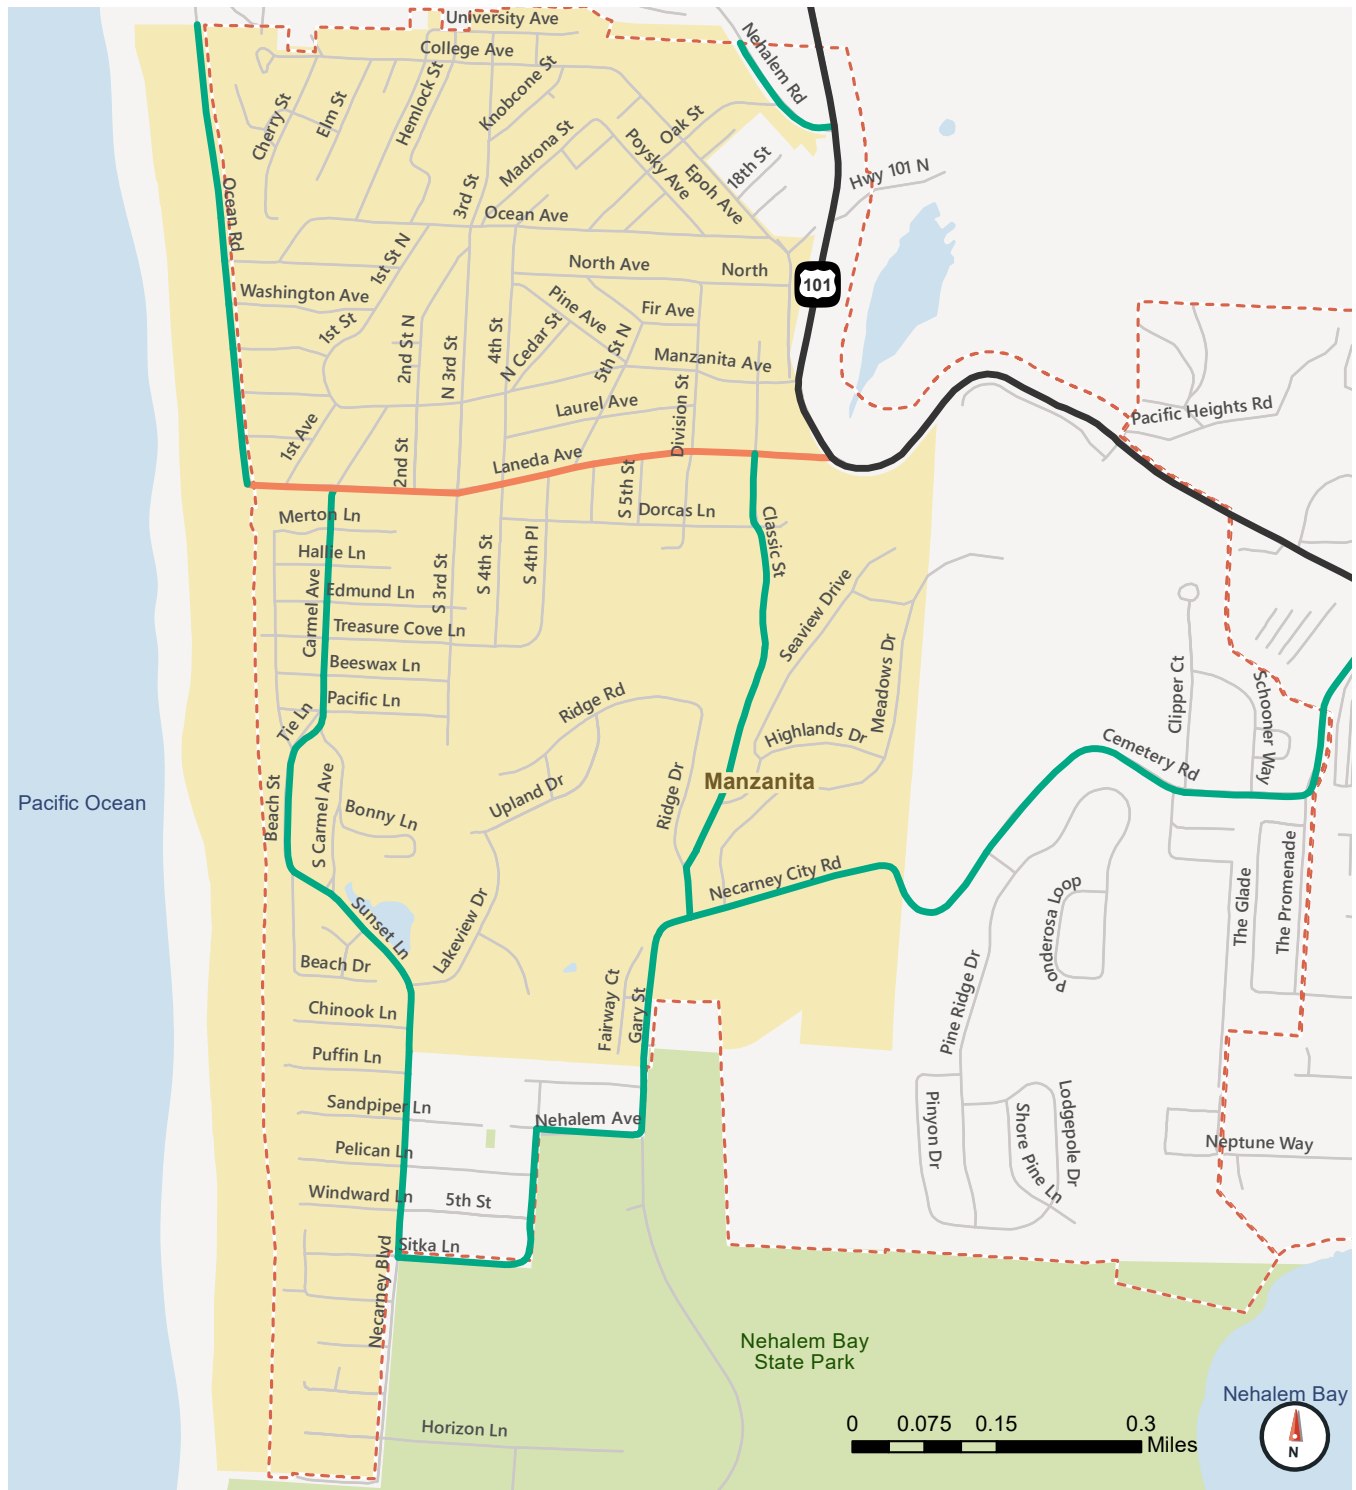 University Ave
College Ave
Nehalem Rd
Cherry St
Elm St
Hemlock St
Knobcone St
Madrona St
Oak St
Poysky Ave
Epoh Ave
18th St
Hwy 101 N
3rd St
Ocean Ave
Ocean Rd
1st St N
North Ave
North
101
Washington Ave
1st St
2nd St N
N 3rd St
4th St
N Cedar St
Pine Ave
Fir Ave
5th St N
Manzanita Ave
Laurel Ave
Division St
Pacific Heights Rd
1st Ave
2nd St
Laneda Ave
S 5th St
Dorcas Ln
Merton Ln
Hallie Ln
Carmel Ave
Edmund Ln
Treasure Cove Ln
S 3rd St
S 4th St
S 4th Pl
Classic St
Seaview Drive
Meadows Dr
Beeswax Ln
Pacific Ln
Tie Ln
Ridge Rd
Highlands Dr
Clipper Ct
Schooner Way
Cemetery Rd
Manzanita
Pacific Ocean
Beach St
S Carmel Ave
Bonny Ln
Upland Dr
Ridge Dr
Necarney City Rd
Ponderosa Loop
The Glade
The Promenade
Sunset Ln
Lakeview Dr
Beach Dr
Chinook Ln
Fairway Ct
Gary St
Pine Ridge Dr
Puffin Ln
Sandpiper Ln
Nehalem Ave
Pinyon Dr
Shore Pine Ln
Lodgepole Dr
Neptune Way
Pelican Ln
Windward Ln
5th St
Sitka Ln
Necarney Blvd
Nehalem Bay
State Park
Nehalem Bay
Horizon Ln
0 0.075 0.15 0.3
Miles
N